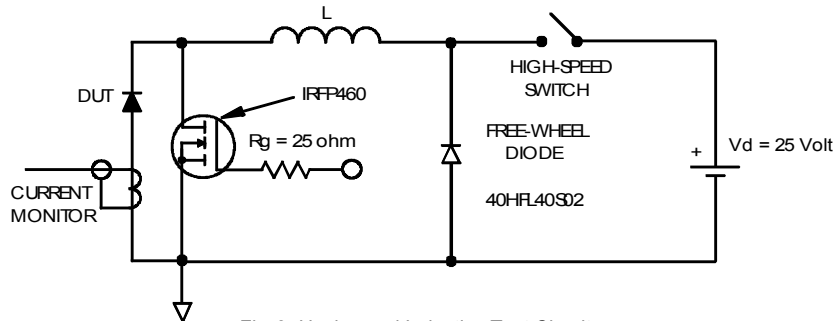 L
HIGH-SPEED
SWITCH
DUT
IRFP460
Rg = 25 ohm
FREE-WHEEL
DIODE
+
Vd = 25 Volt
40HFL40S02
CURRENT
MONITOR